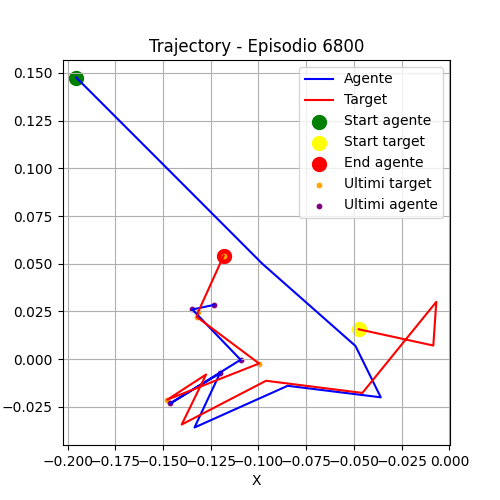 Trajectory - Episodio 6800
Agente
Target
Start agente
Start target
End agente
Ultimi target
Ultimi agente
0.150
0.125
0.100
0.075
0.050
0.025
0.000
−0.025
−0.200 −0.175 −0.150 −0.125 −0.100 −0.075 −0.050 −0.025 0.000
X